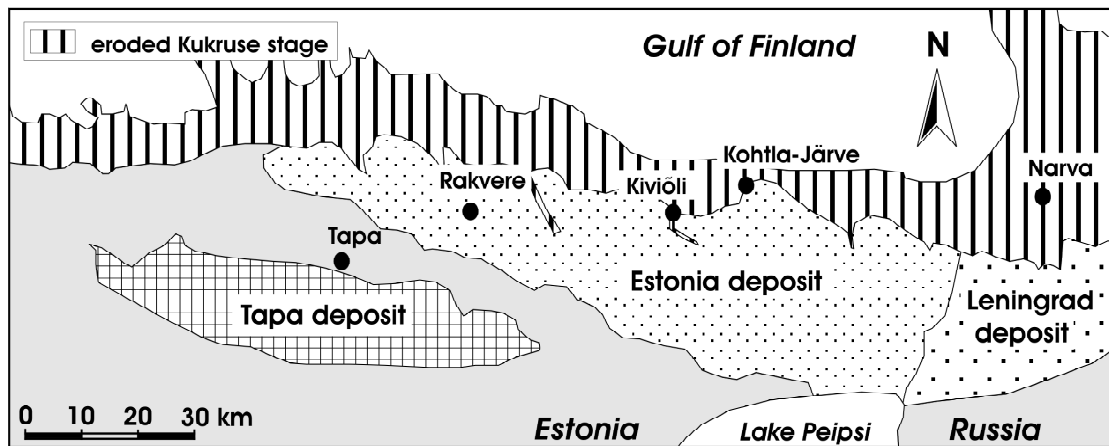 eroded Kukruse stage
Gulf of Finland
N
Kohtla-Järve
Narva
Rakvere
Kiviõli
Tapa
Estonia deposit
Tapa deposit
Leningrad
deposit
0 10 20 30 km
Estonia
Lake Peipsi
Russia